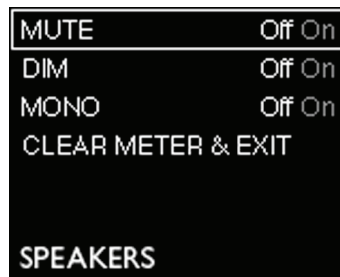 MUTE Off On
DIM Off On
MONO Off On
CLEAR METER & EXIT
SPEAKERS